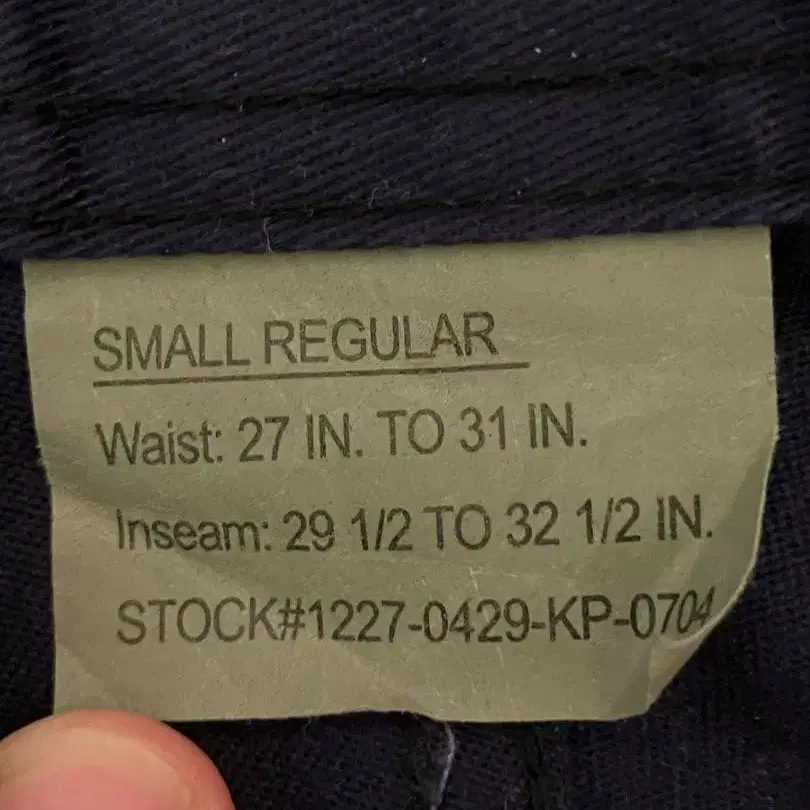 SMALL REGULAR
Waist: 27 IN. TO 31 IN.
Inseam: 29 1/2 TO 32 1/2 IN.
STOCK#1227-0429-KP-0704